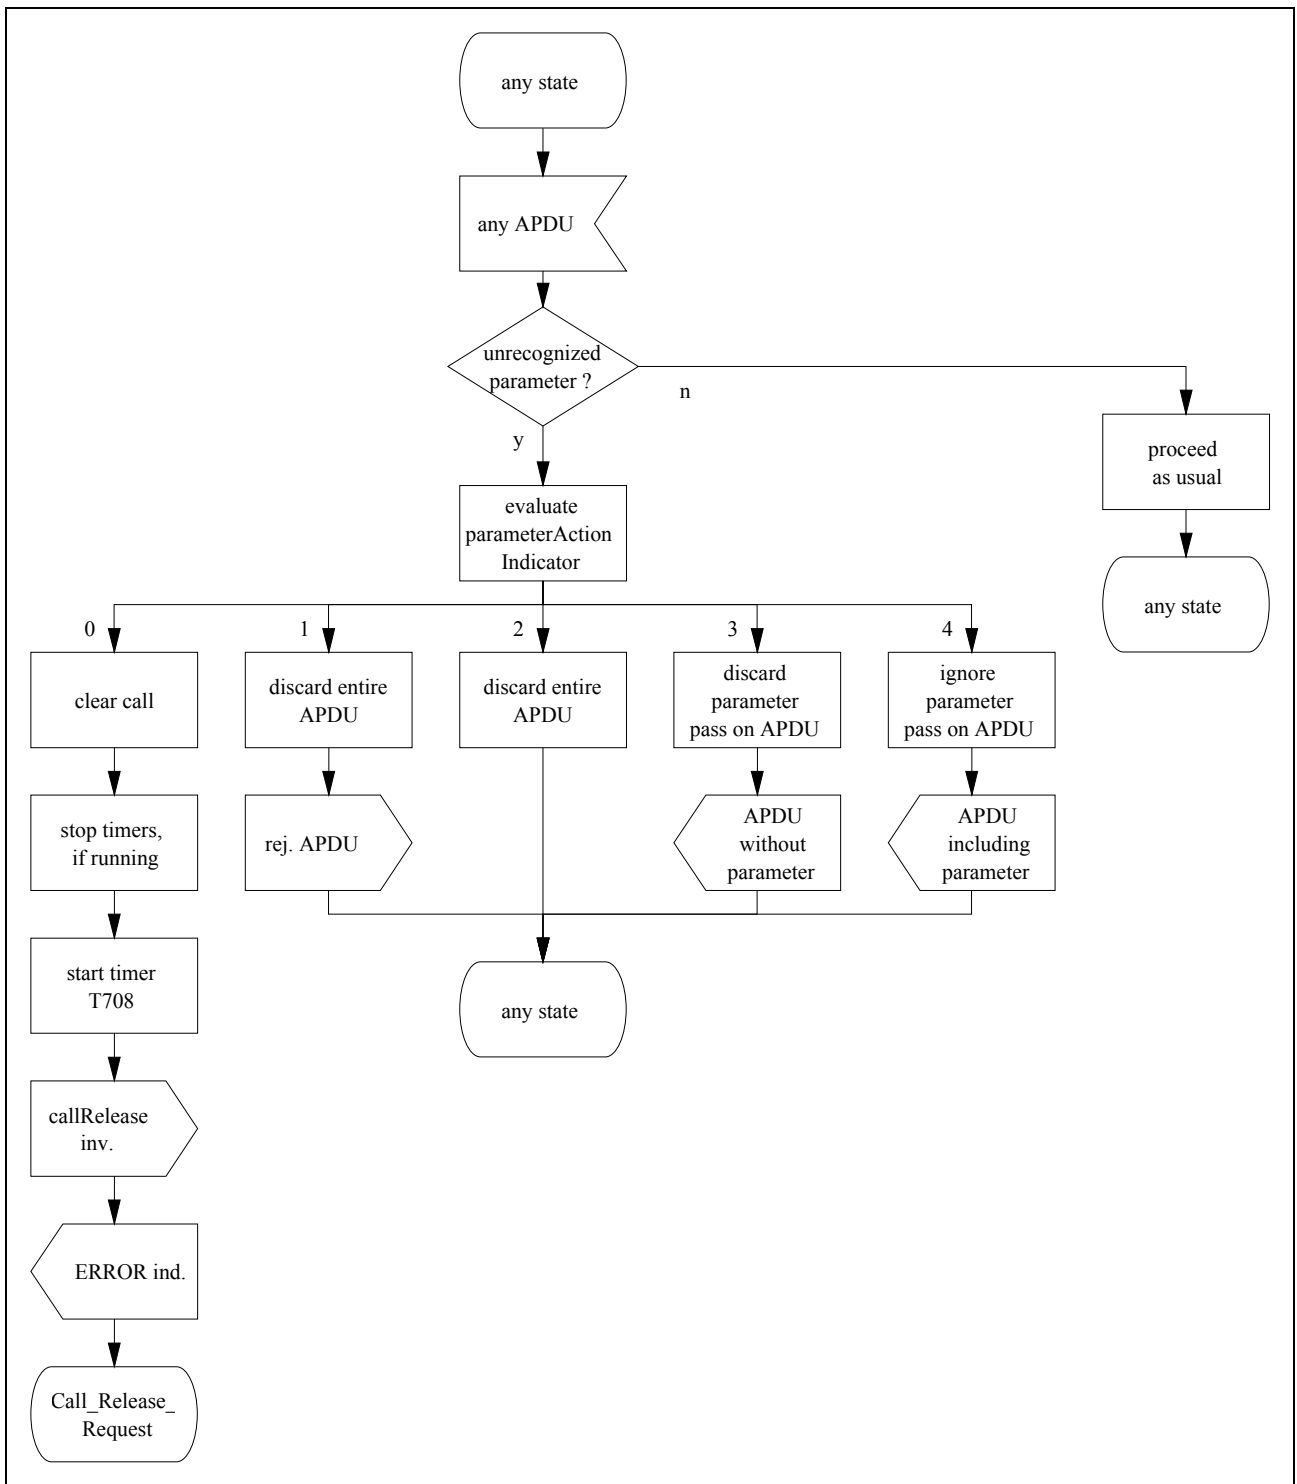 any state
any APDU
unrecognized
parameter ?
n
y
proceed
as usual
evaluate
parameterAction
Indicator
any state
0
1
2
3
4
clear call
discard entire
APDU
discard entire
APDU
discard
parameter
pass on APDU
ignore
parameter
pass on APDU
stop timers,
if running
rej. APDU
APDU
without
parameter
APDU
including
parameter
start timer
T708
any state
callRelease
inv.
ERROR ind.
Call_Release_
Request